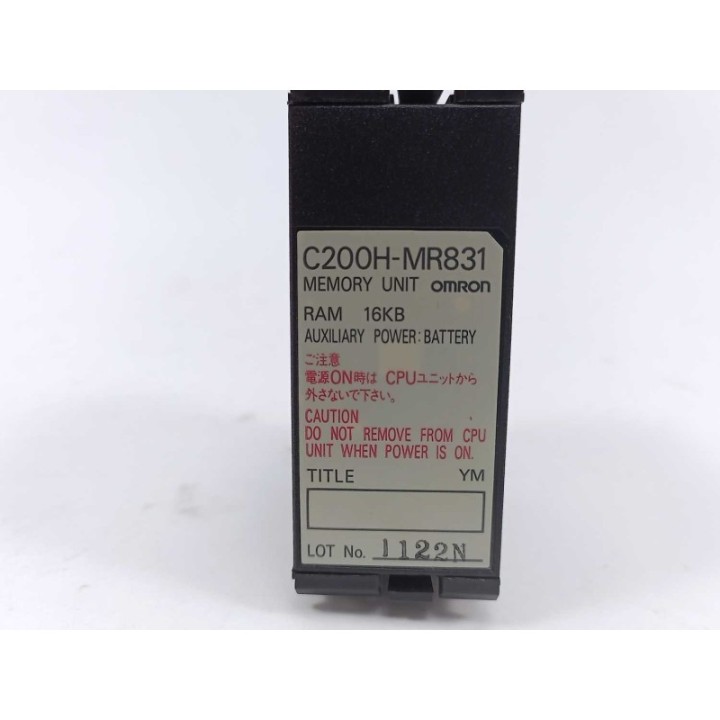 C200H-MR831
MEMORY UNIT OMRON
RAM 16KB
AUXILIARY POWER: BATTERY
ご注意
電源ON時は CPUユニットから
外さないで下さい。
CAUTION
DO NOT REMOVE FROM CPU
UNIT WHEN POWER IS ON.
TITLE YM
LOT No. 1122N